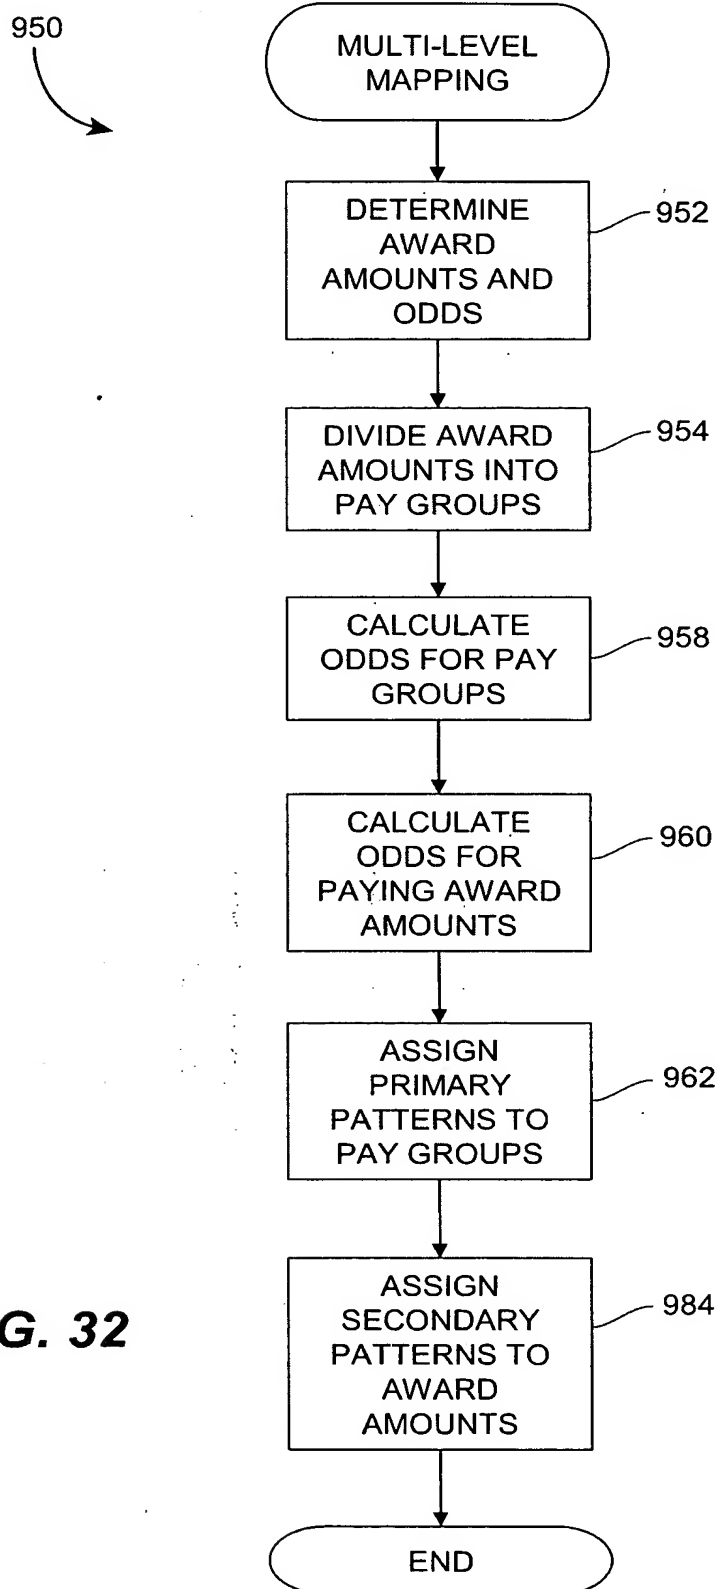 950
MULTI-LEVEL
MAPPING
DETERMINE
AWARD
AMOUNTS AND
ODDS
952
DIVIDE AWARD
AMOUNTS INTO
PAY GROUPS
954
CALCULATE
ODDS FOR PAY
GROUPS
958
CALCULATE
ODDS FOR
PAYING AWARD
AMOUNTS
960
ASSIGN
PRIMARY
PATTERNS TO
PAY GROUPS
962
ASSIGN
SECONDARY
PATTERNS TO
AWARD
AMOUNTS
984
G. 32
END